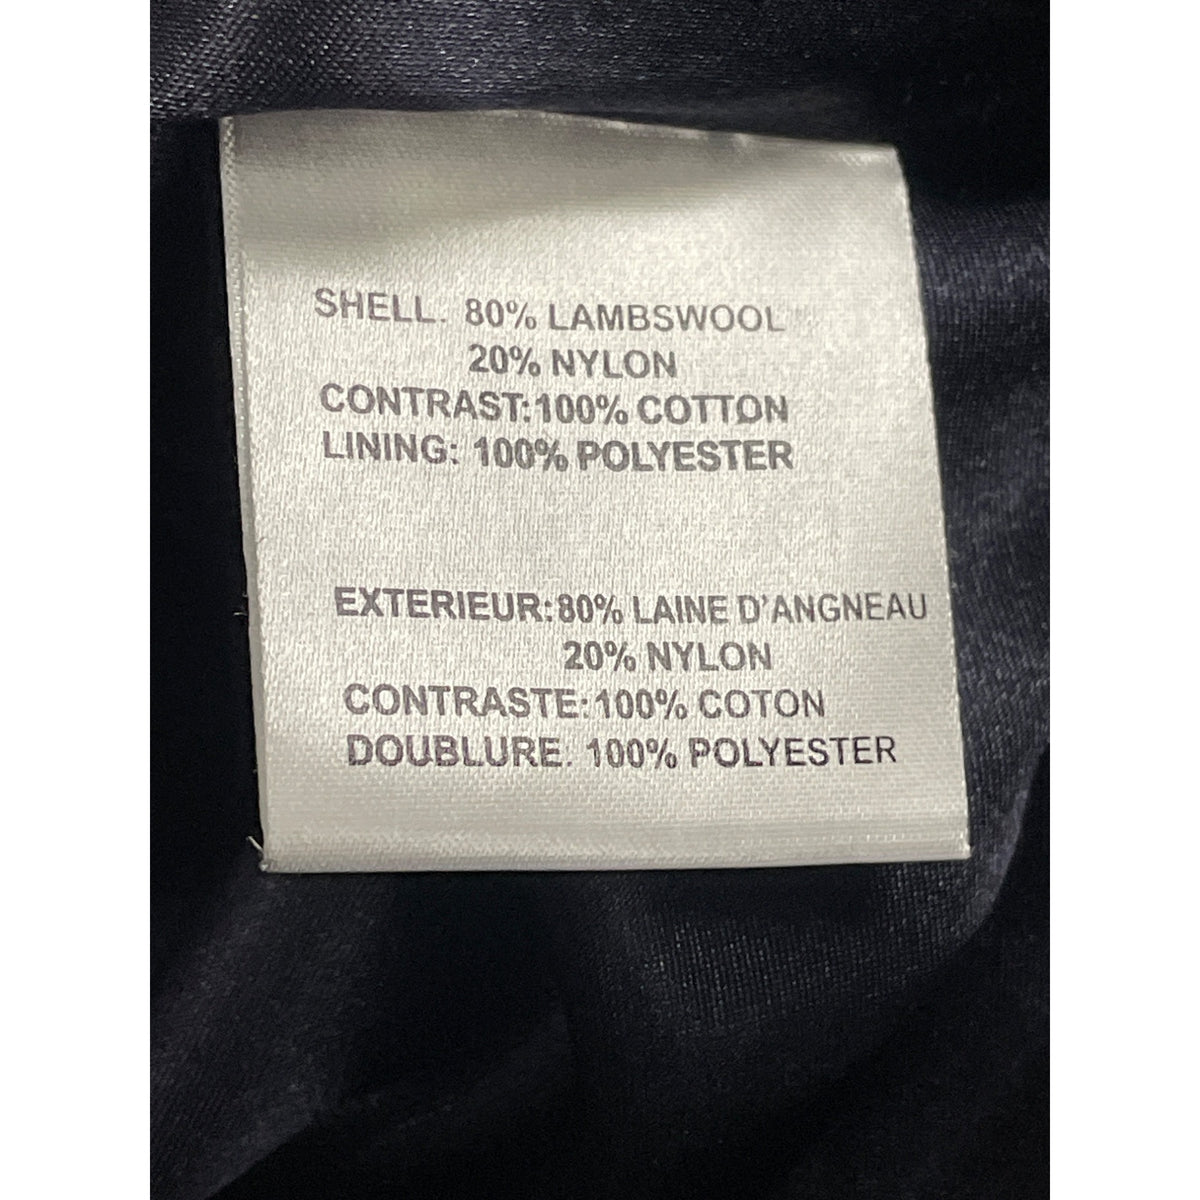 SHELL. 80% LAMBSWOOL
20% NYLON
CONTRAST:100% COTTON
LINING: 100% POLYESTER
EXTERIEUR:80% LAINE D'ANGNEAU
20% NYLON
CONTRASTE:100% COTON
DOUBLURE: 100% POLYESTER